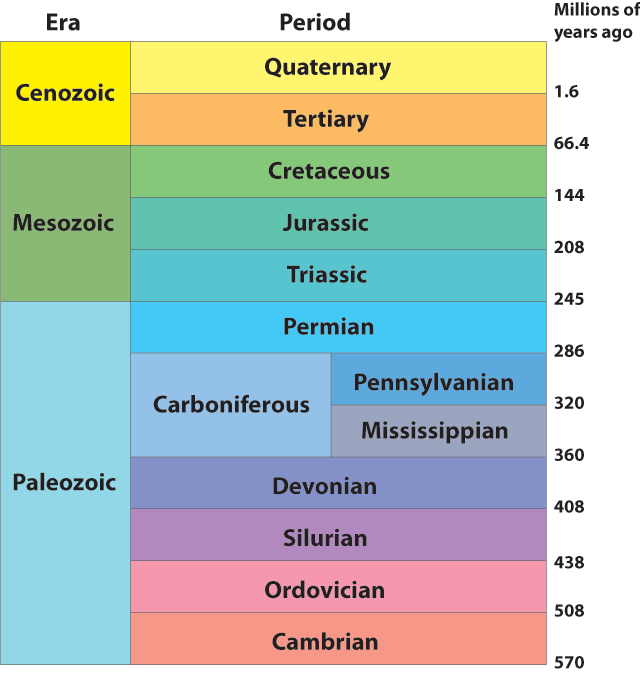 Era
Period
Millions of
years ago
Cenozoic
Quaternary
1.6
Tertiary
66.4
Mesozoic
Cretaceous
144
Jurassic
208
Triassic
245
Paleozoic
Permian
286
Carboniferous
Pennsylvanian
320
Mississippian
360
Devonian
408
Silurian
438
Ordovician
508
Cambrian
570